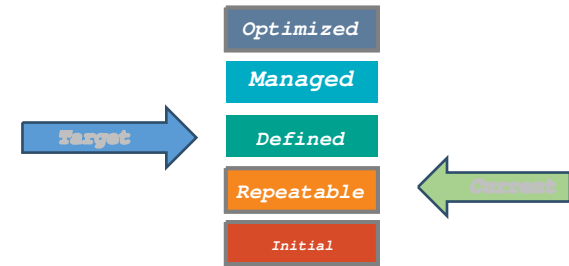 Optimized
Managed
Target
Defined
Repeatable
Current
Initial